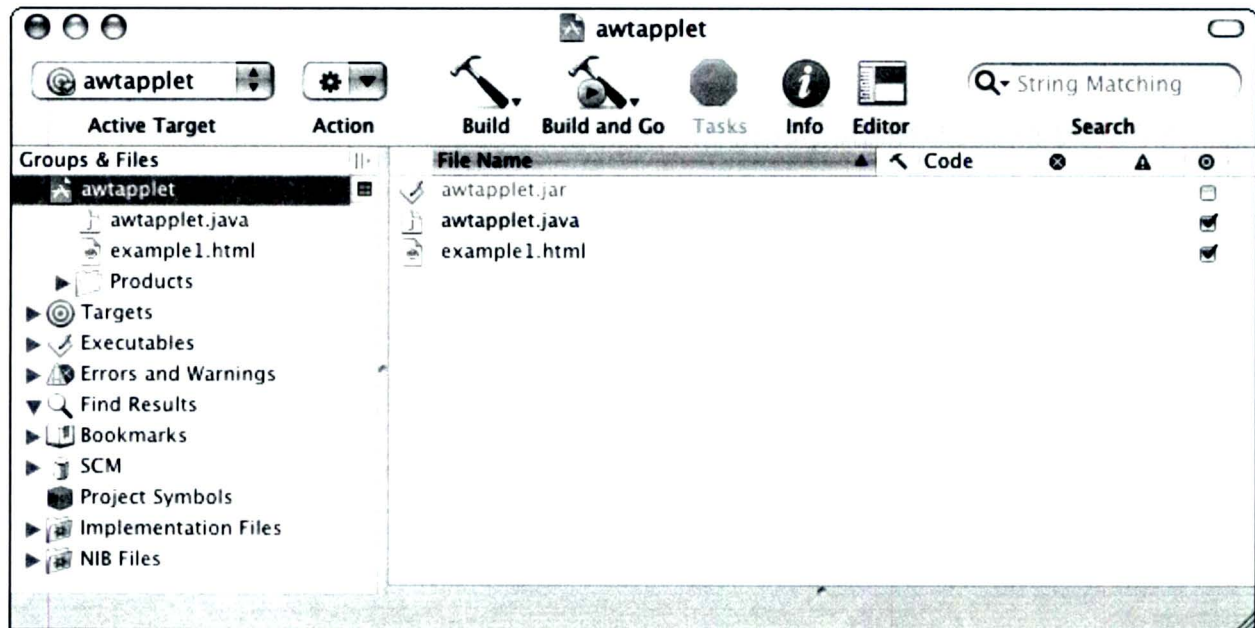 awtapplet
awtapplet
String Matching
Active Target Action Build Build and Go Tasks Info Editor Search
Groups & Files File Name Code
awtapplet awtapplet.jar
awtapplet.java awtapplet.java
example1.html example1.html
Products
Targets
Executables
Errors and Warnings
Find Results
Bookmarks
SCM
Project Symbols
Implementation Files
NIB Files